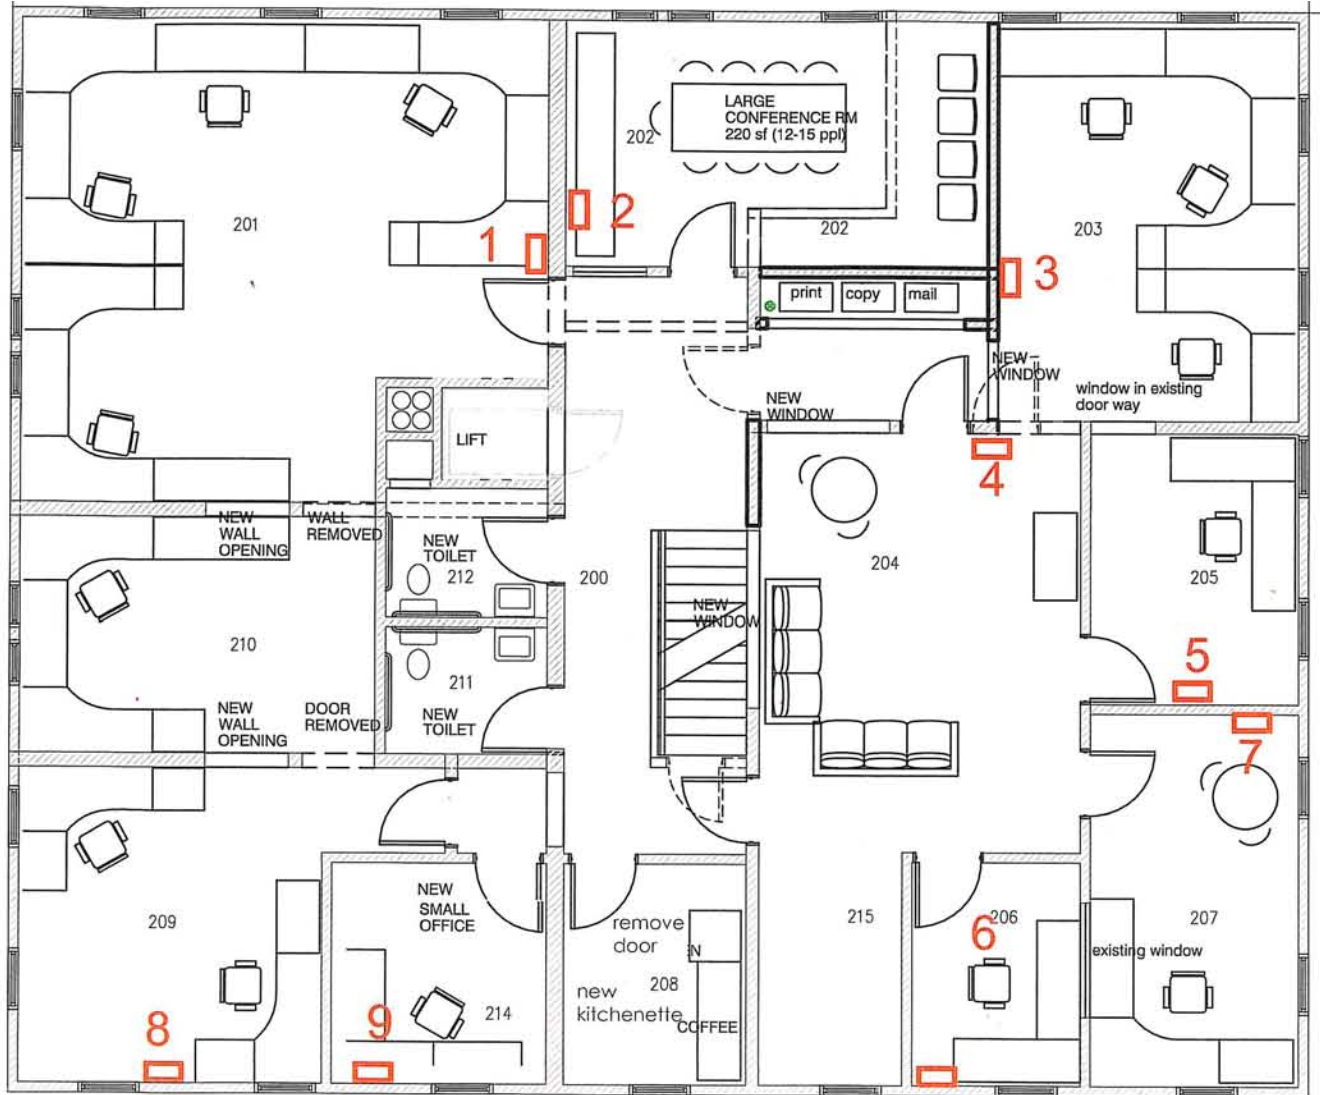 LARGE
CONFERENCE RM
220 sf (12-15 ppl)
202
201
2
202
203
1
3
print
copy
mail
NEW
WINDOW
window in existing
door way
NEW
WINDOW
LIFT
4
NEW
WALL
OPENING
WALL
REMOVED
NEW
TOILET
212
200
204
205
NEW
WINDOW
210
5
211
NEW
WALL
OPENING
DOOR
REMOVED
NEW
TOILET
7
NEW
SMALL
OFFICE
209
remove
door
215
206
207
6
IN
existing window
208
new
kitchenette
COFFEE
8
9
214